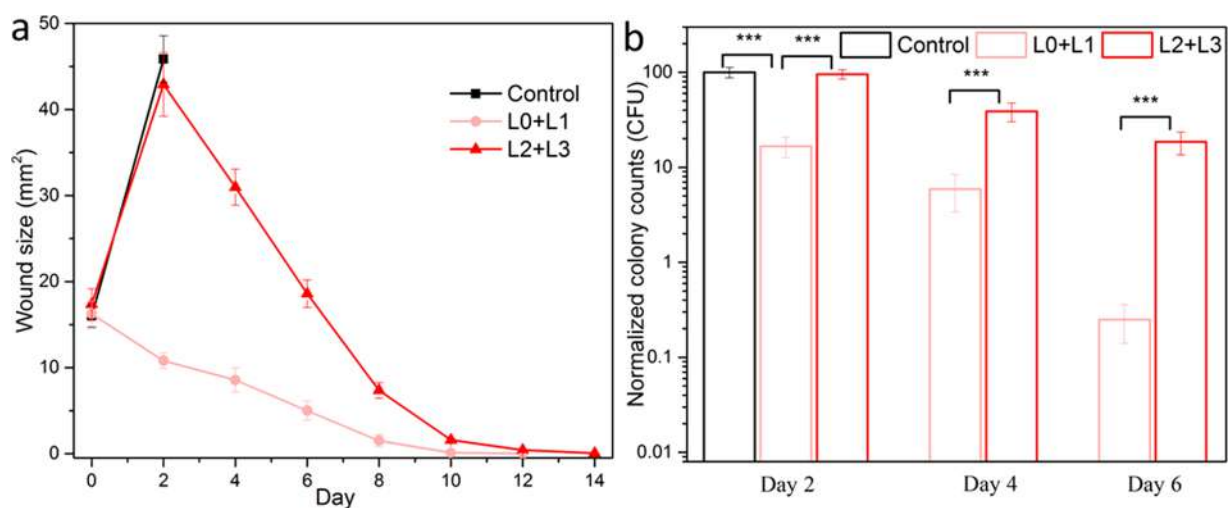 a
50
40
30
20
10
0
Wound size (mm²)
Control
L0+L1
L2+L3
0 2 4 6 8 10 12 14
Day
b
Control L0+L1 L2+L3
*** ***
***
***
100
10
1
0.1
0.01
Normalized colony counts (CFU)
Day 2 Day 4 Day 6